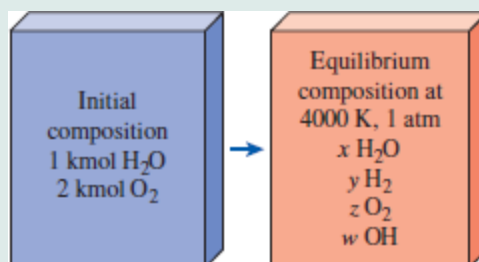 Initial
composition
1 kmol H₂O
2 kmol O₂
Equilibrium
composition at
4000 K, 1 atm
x H₂O
y H₂
z O₂
w OH